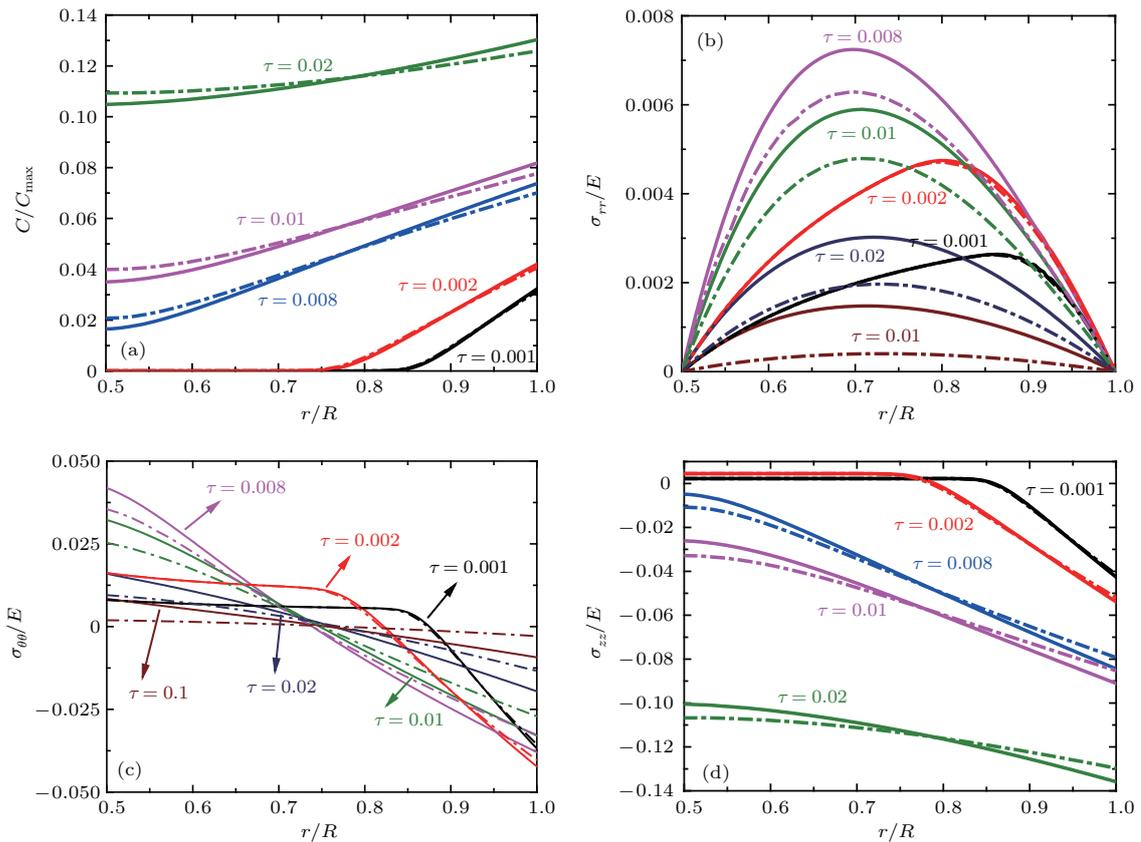 0.14
0.12
0.10
0.08
0.06
0.04
0.02
0
C/C_max
τ = 0.02
τ = 0.01
τ = 0.008
τ = 0.002
τ = 0.001
(a)
0.5 0.6 0.7 0.8 0.9 1.0
r/R
0.008
0.006
0.004
0.002
0
σ_rr/E
(b)
τ = 0.008
τ = 0.01
τ = 0.002
τ = 0.001
τ = 0.02
τ = 0.01
0.5 0.6 0.7 0.8 0.9 1.0
r/R
0.050
0.025
0
−0.025
−0.050
σ_θθ/E
τ = 0.008
τ = 0.002
τ = 0.001
τ = 0.1
τ = 0.02
τ = 0.01
(c)
0.5 0.6 0.7 0.8 0.9 1.0
r/R
0
−0.02
−0.04
−0.06
−0.08
−0.10
−0.12
−0.14
σ_zz/E
τ = 0.001
τ = 0.002
τ = 0.008
τ = 0.01
τ = 0.02
(d)
0.5 0.6 0.7 0.8 0.9 1.0
r/R